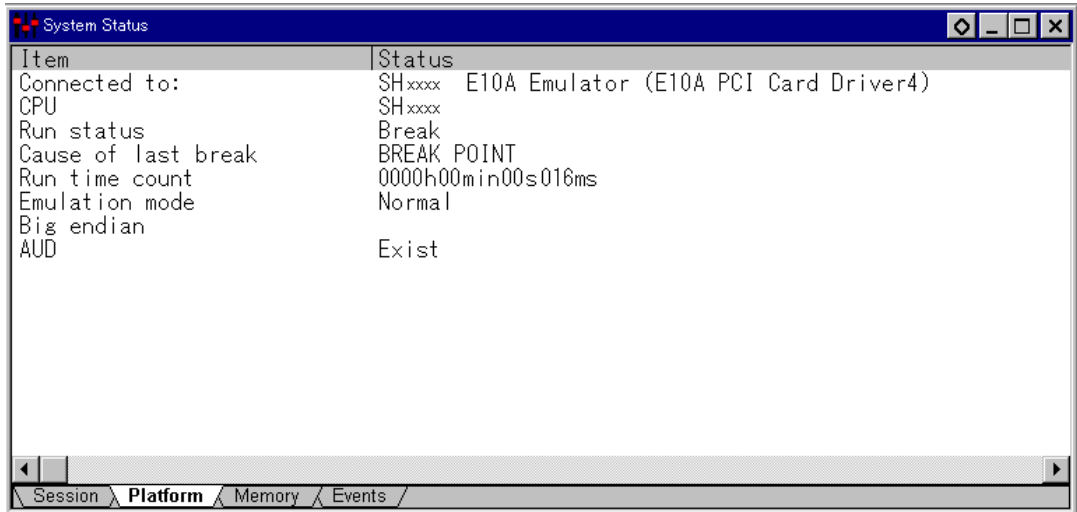 System Status
Item Status
Connected to: SHxxxx E10A Emulator (E10A PCI Card Driver4)
CPU SHxxxx
Run status Break
Cause of last break BREAK POINT
Run time count 0000h00min00s016ms
Emulation mode Normal
Big endian
AUD Exist
Session Platform Memory Events